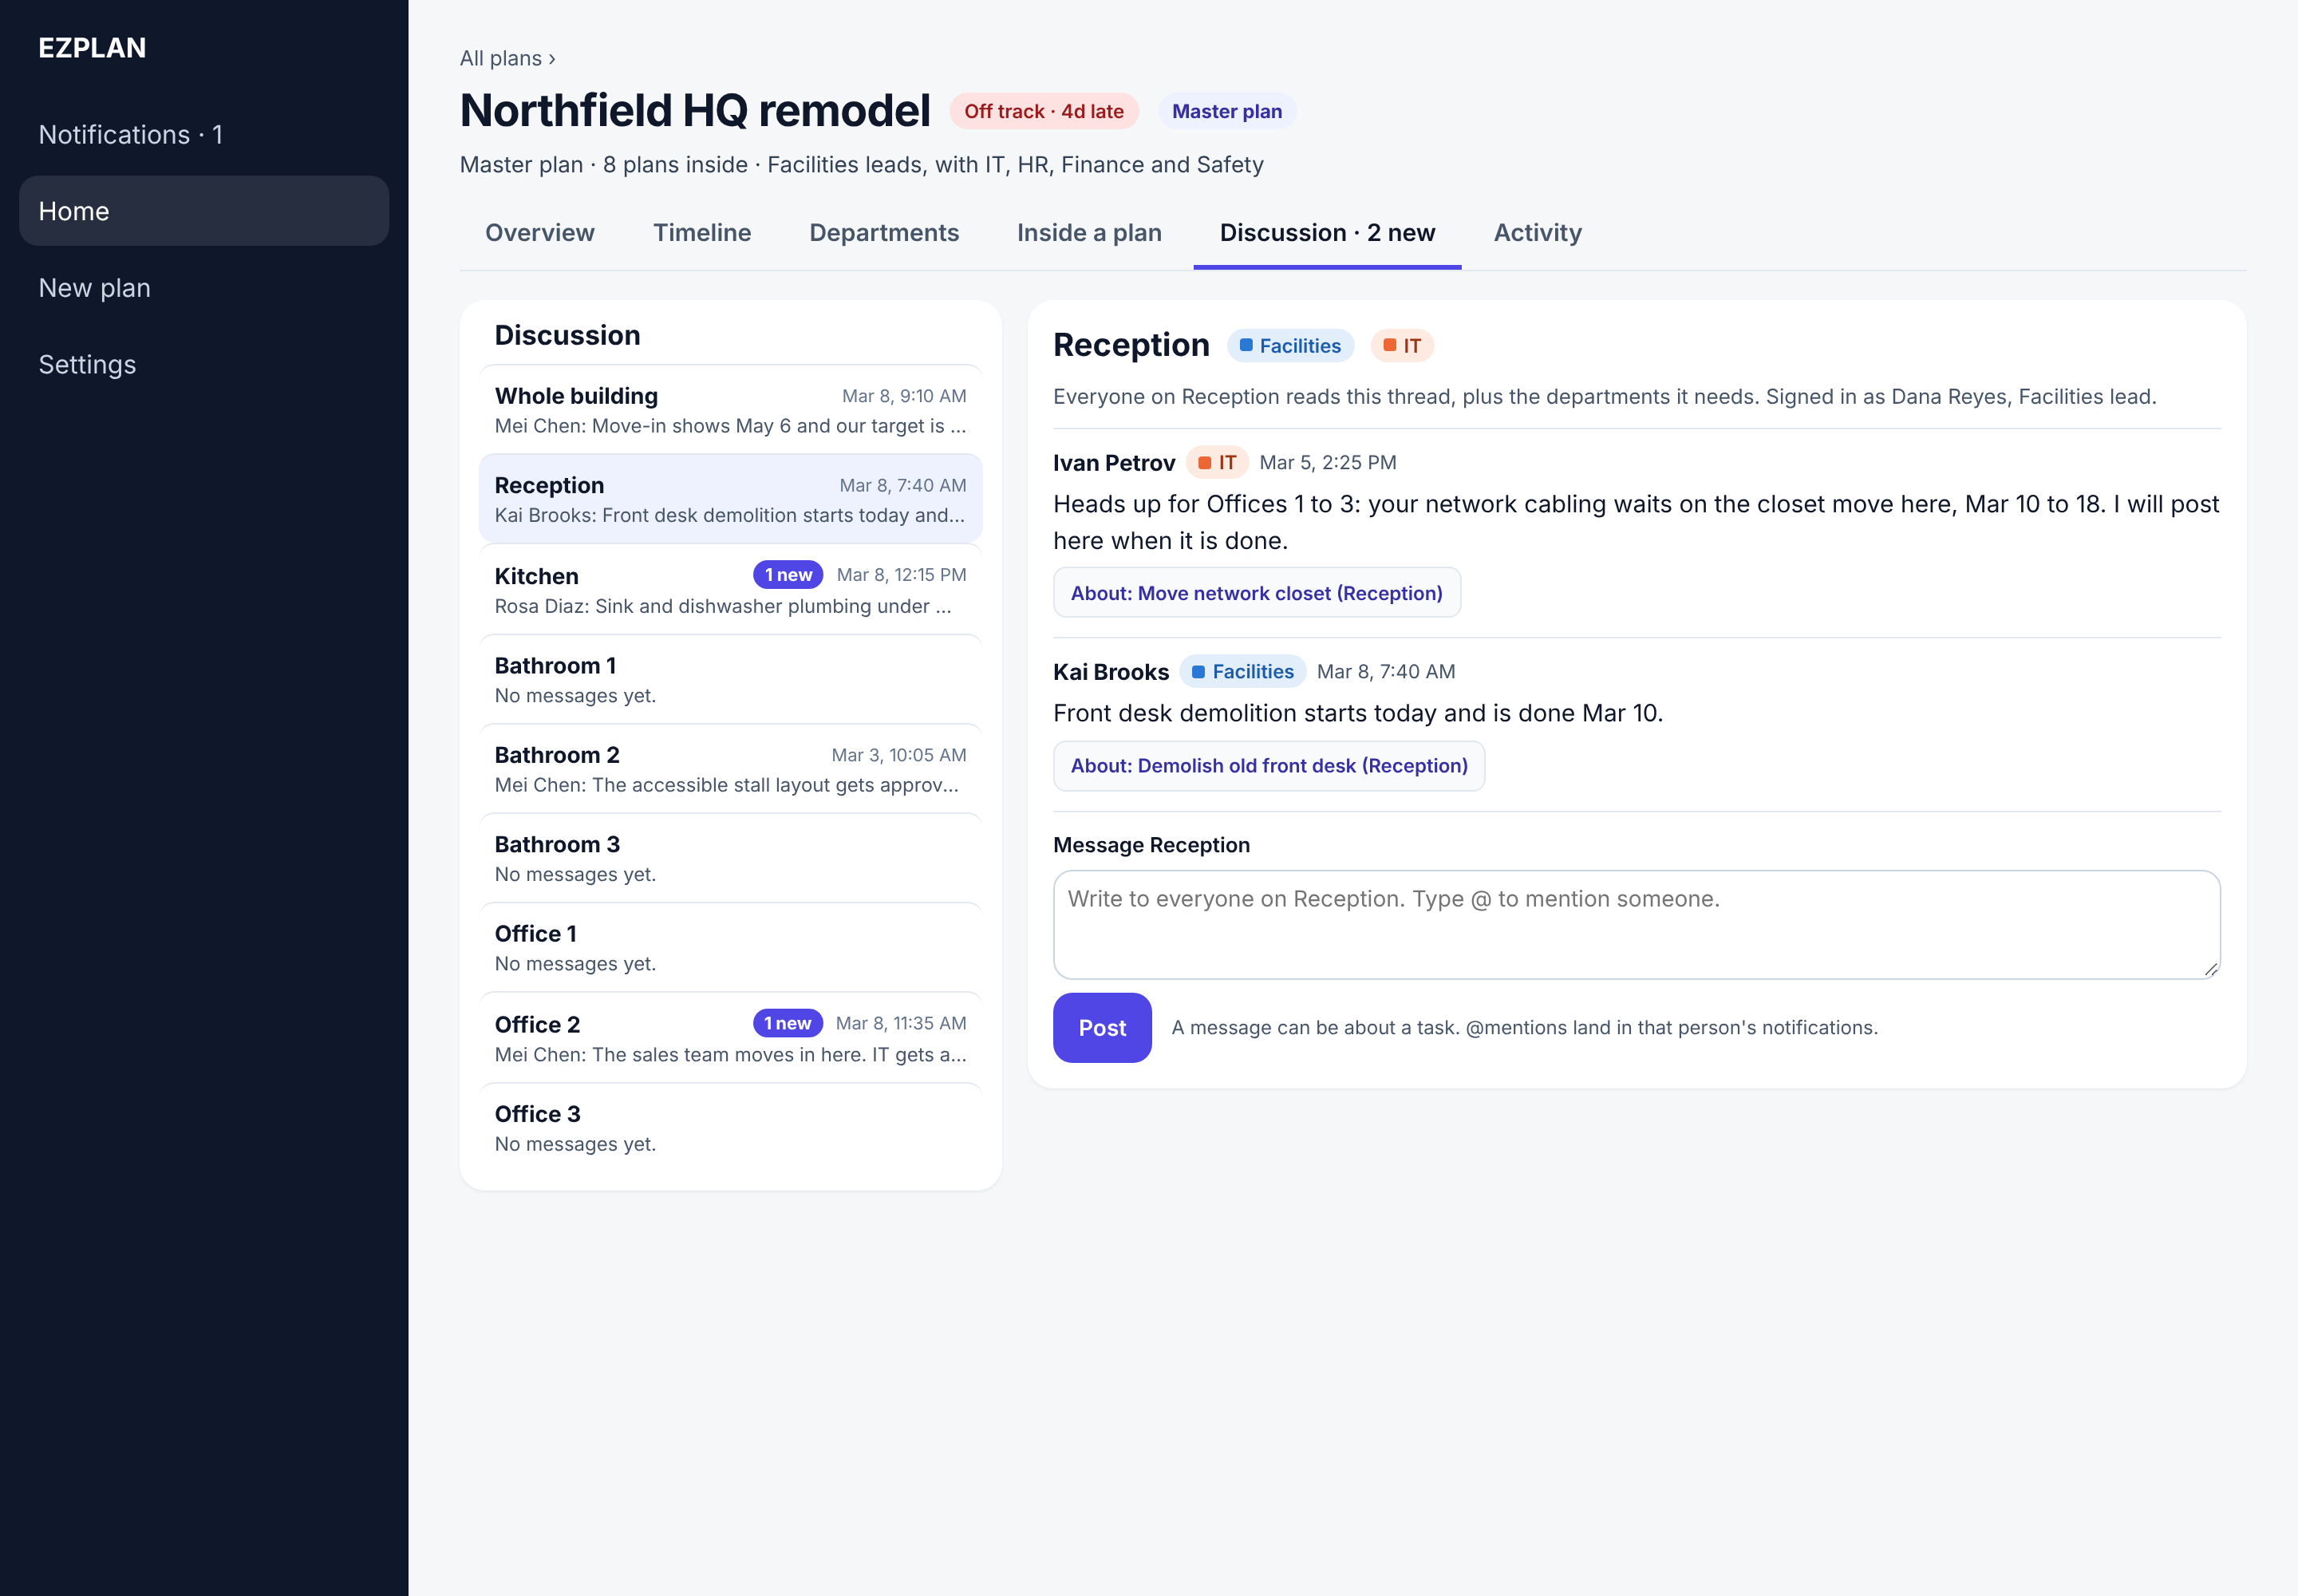 EZPLAN
Notifications · 1
Home
New plan
Settings
All plans ›
Northfield HQ remodel
Off track · 4d late
Master plan
Master plan · 8 plans inside · Facilities leads, with IT, HR, Finance and Safety
Overview
Timeline
Departments
Inside a plan
Discussion · 2 new
Activity
Discussion
Whole building
Mar 8, 9:10 AM
Mei Chen: Move-in shows May 6 and our target is ...
Reception
Mar 8, 7:40 AM
Kai Brooks: Front desk demolition starts today and...
Kitchen
1 new
Mar 8, 12:15 PM
Rosa Diaz: Sink and dishwasher plumbing under ...
Bathroom 1
No messages yet.
Bathroom 2
Mar 3, 10:05 AM
Mei Chen: The accessible stall layout gets approv...
Bathroom 3
No messages yet.
Office 1
No messages yet.
Office 2
1 new
Mar 8, 11:35 AM
Mei Chen: The sales team moves in here. IT gets a...
Office 3
No messages yet.
Reception
Facilities
IT
Everyone on Reception reads this thread, plus the departments it needs. Signed in as Dana Reyes, Facilities lead.
Ivan Petrov
IT
Mar 5, 2:25 PM
Heads up for Offices 1 to 3: your network cabling waits on the closet move here, Mar 10 to 18. I will post
here when it is done.
About: Move network closet (Reception)
Kai Brooks
Facilities
Mar 8, 7:40 AM
Front desk demolition starts today and is done Mar 10.
About: Demolish old front desk (Reception)
Message Reception
Write to everyone on Reception. Type @ to mention someone.
Post
A message can be about a task. @mentions land in that person's notifications.